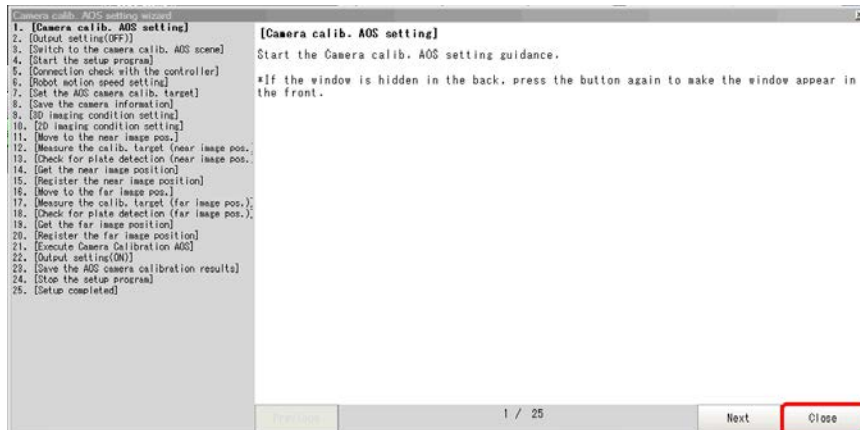 Camera calib. AOS setting wizard
1. [Camera calib. AOS setting]
2. [Output setting(OFF)]
3. [Switch to the camera calib. AOS scene]
4. [Start the setup program]
5. [Connection check with the controller]
6. [Robot motion speed setting]
7. [Set the AOS camera calib. target]
8. [Save the camera information]
9. [3D imaging condition setting]
10. [2D imaging condition setting]
11. [Move to the near image pos.]
12. [Measure the calib. target (near image pos.
13. [Check for plate detection (near image pos.
14. [Get the near image position]
15. [Register the near image position]
16. [Move to the far image pos.]
17. [Measure the calib. target (far image pos.)]
18. [Check for plate detection (far image pos.)]
19. [Get the far image position]
20. [Register the far image position]
21. [Execute Camera Calibration AOS]
22. [Output setting(ON)]
23. [Save the AOS camera calibration results]
24. [Stop the setup program]
25. [Setup completed]
[Camera calib. AOS setting]
Start the Camera calib. AOS setting guidance.
*If the window is hidden in the back, press the button again to make the window appear in
the front.
Previous
1 / 25
Next
Close